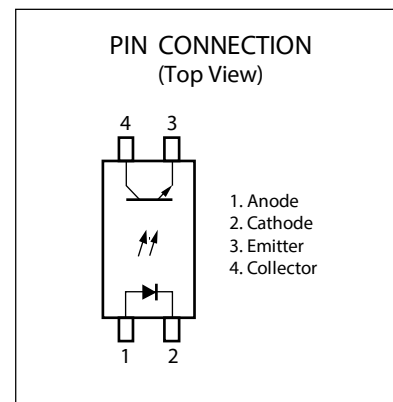 PIN CONNECTION
(Top View)
4 3
1. Anode
2. Cathode
3. Emitter
4. Collector
1 2